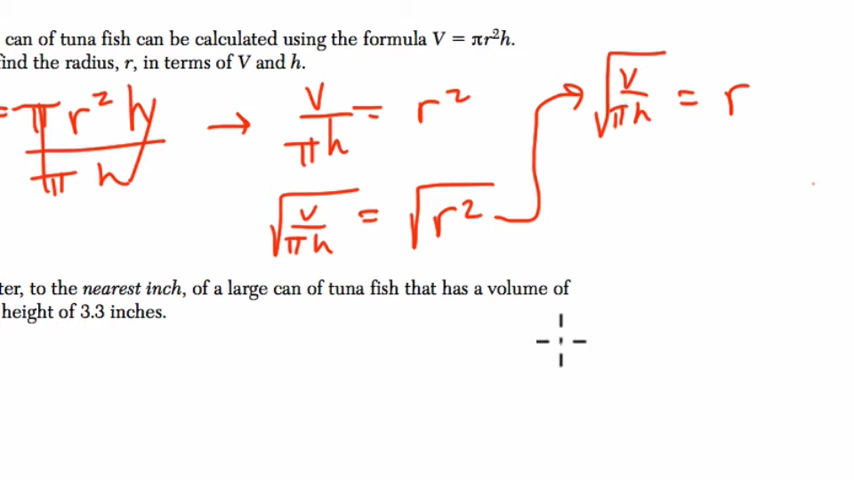 can of tuna fish can be calculated using the formula V = πr²h.
ind the radius, r, in terms of V and h.
= πr²h / πh → V/πh = r²
√(V/πh) = √r²
√(V/πh) = r
ter, to the nearest inch, of a large can of tuna fish that has a volume of
height of 3.3 inches.